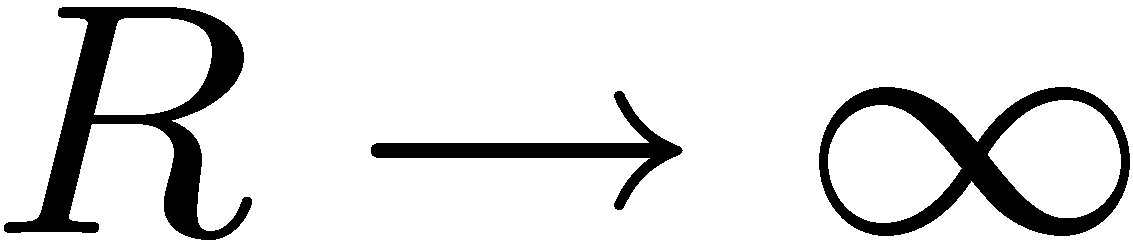 R → ∞